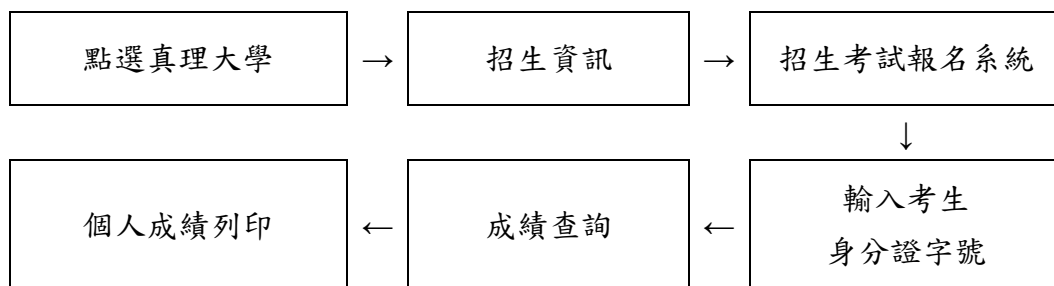 點選真理大學 → 招生資訊 → 招生考試報名系統
↓
個人成績列印 ← 成績查詢 ← 輸入考生
身分證字號